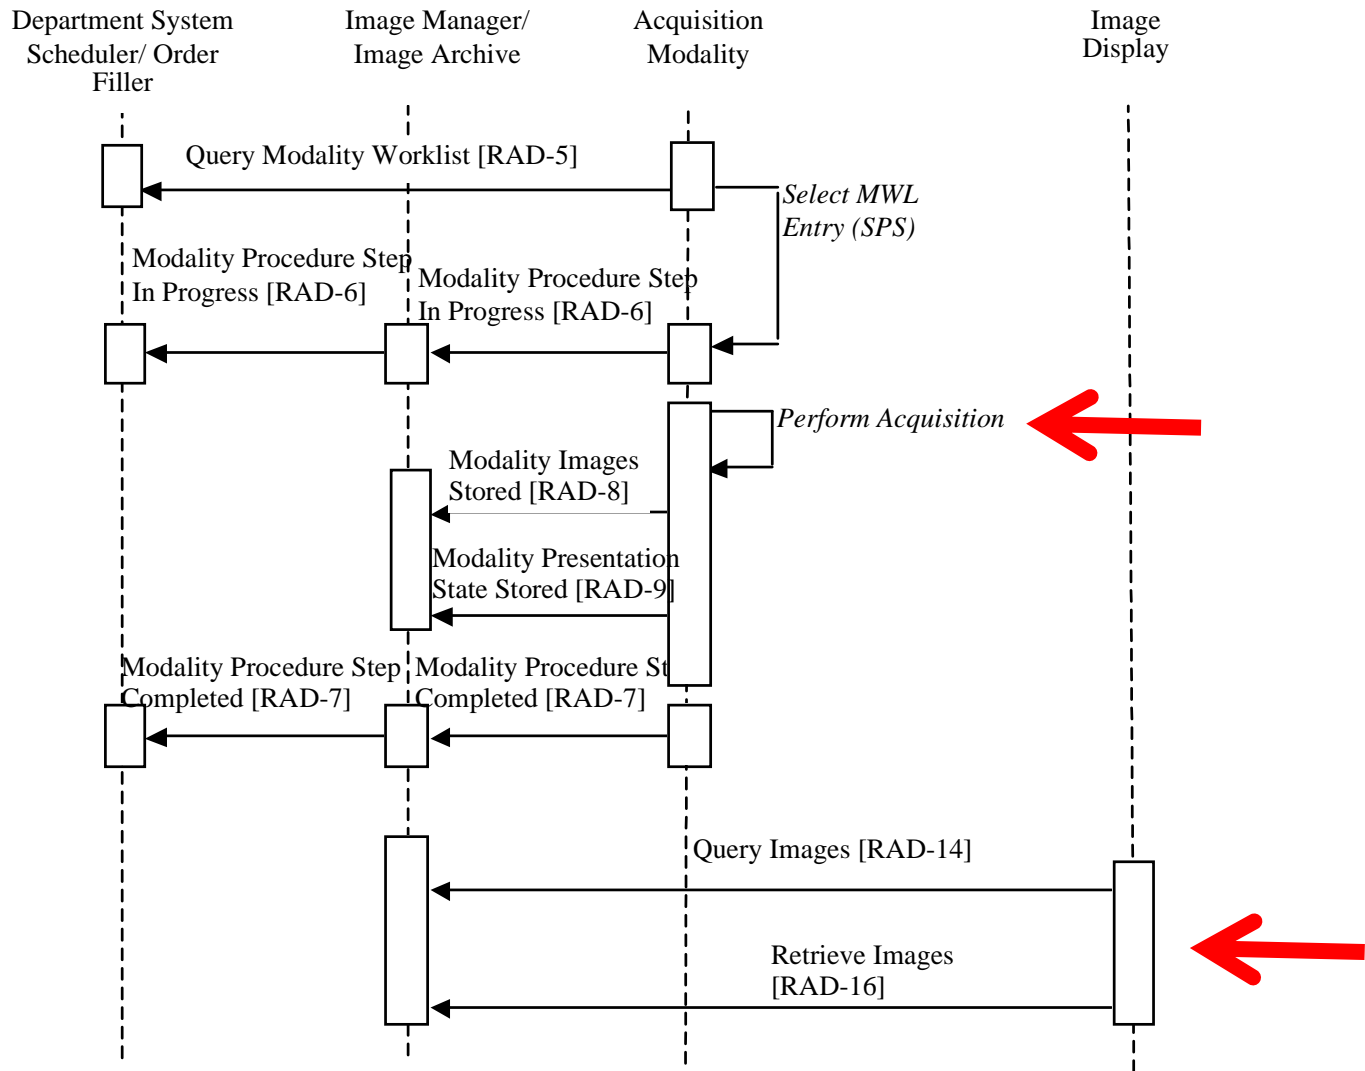 Department System
Scheduler/ Order
Filler
Image Manager/
Image Archive
Acquisition
Modality
Image
Display
Query Modality Worklist [RAD-5]
Select MWL
Entry (SPS)
Modality Procedure Step
In Progress [RAD-6]
Modality Procedure Step
In Progress [RAD-6]
Perform Acquisition
Modality Images
Stored [RAD-8]
Modality Presentation
State Stored [RAD-9]
Modality Procedure Step
Completed [RAD-7]
Modality Procedure St
Completed [RAD-7]
Query Images [RAD-14]
Retrieve Images
[RAD-16]